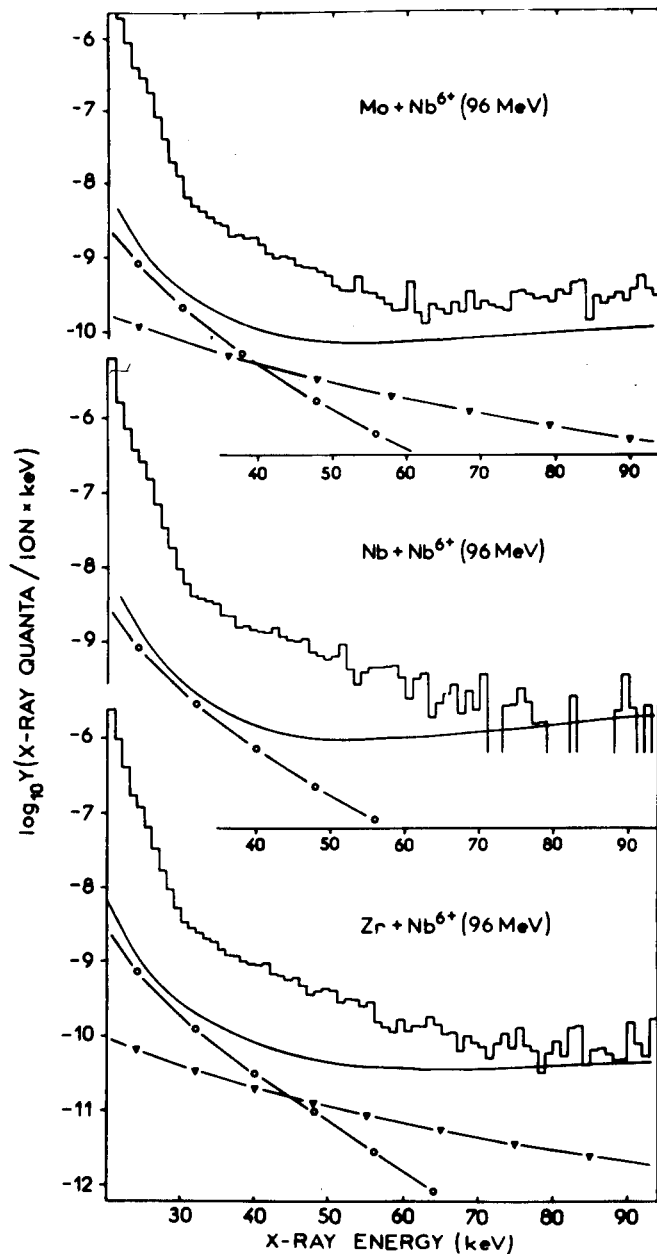 -6
-7
-8
-9
-10
Mo + Nb⁶⁺ (96 MeV)
40 50 60 70 80 90
-6
-7
-8
-9
Nb + Nb⁶⁺ (96 MeV)
40 50 60 70 80 90
-6
-7
-8
-9
-10
-11
-12
Zr + Nb⁶⁺ (96 MeV)
30 40 50 60 70 80 90
X-RAY ENERGY (keV)
log₁₀Y(X-RAY QUANTA / ION × keV)